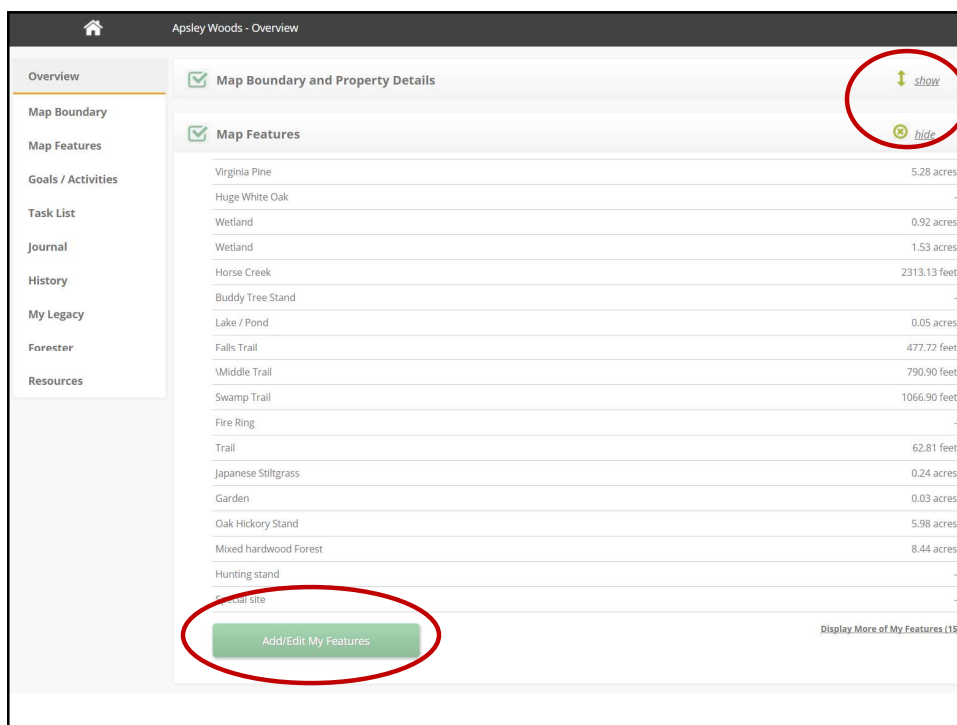 Apsley Woods - Overview
Overview
Map Boundary
Map Features
Goals / Activities
Task List
Journal
History
My Legacy
Forester
Resources
Map Boundary and Property Details show
Map Features hide
Virginia Pine 5.28 acres
Huge White Oak -
Wetland 0.92 acres
Wetland 1.53 acres
Horse Creek 2313.13 feet
Buddy Tree Stand -
Lake / Pond 0.05 acres
Falls Trail 477.72 feet
\Middle Trail 790.90 feet
Swamp Trail 1066.90 feet
Fire Ring -
Trail 62.81 feet
Japanese Stiltgrass 0.24 acres
Garden 0.03 acres
Oak Hickory Stand 5.98 acres
Mixed hardwood Forest 8.44 acres
Hunting stand -
Special site -
Add/Edit My Features
Display More of My Features (15